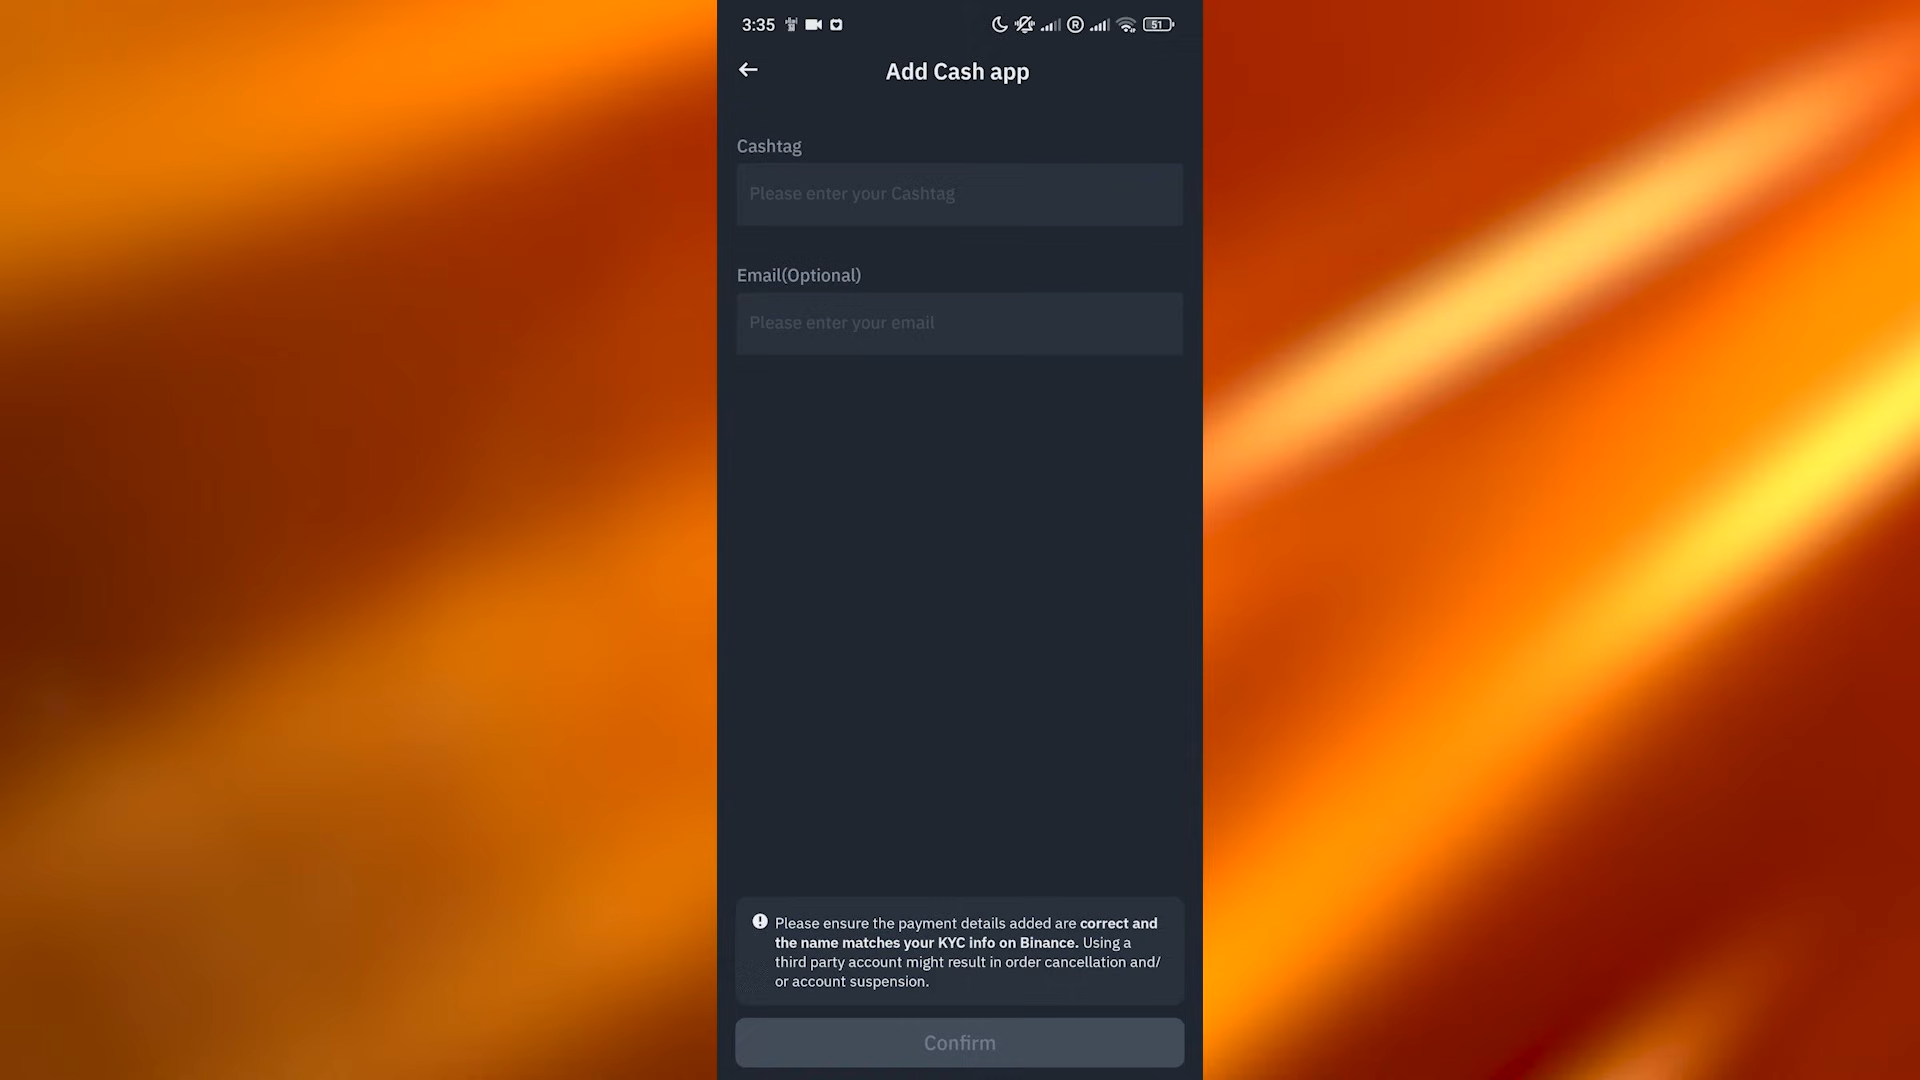 3:35
51
Add Cash app
Cashtag
Please enter your Cashtag
Email(Optional)
Please enter your email
Please ensure the payment details added are correct and
the name matches your KYC info on Binance. Using a
third party account might result in order cancellation and/
or account suspension.
Confirm